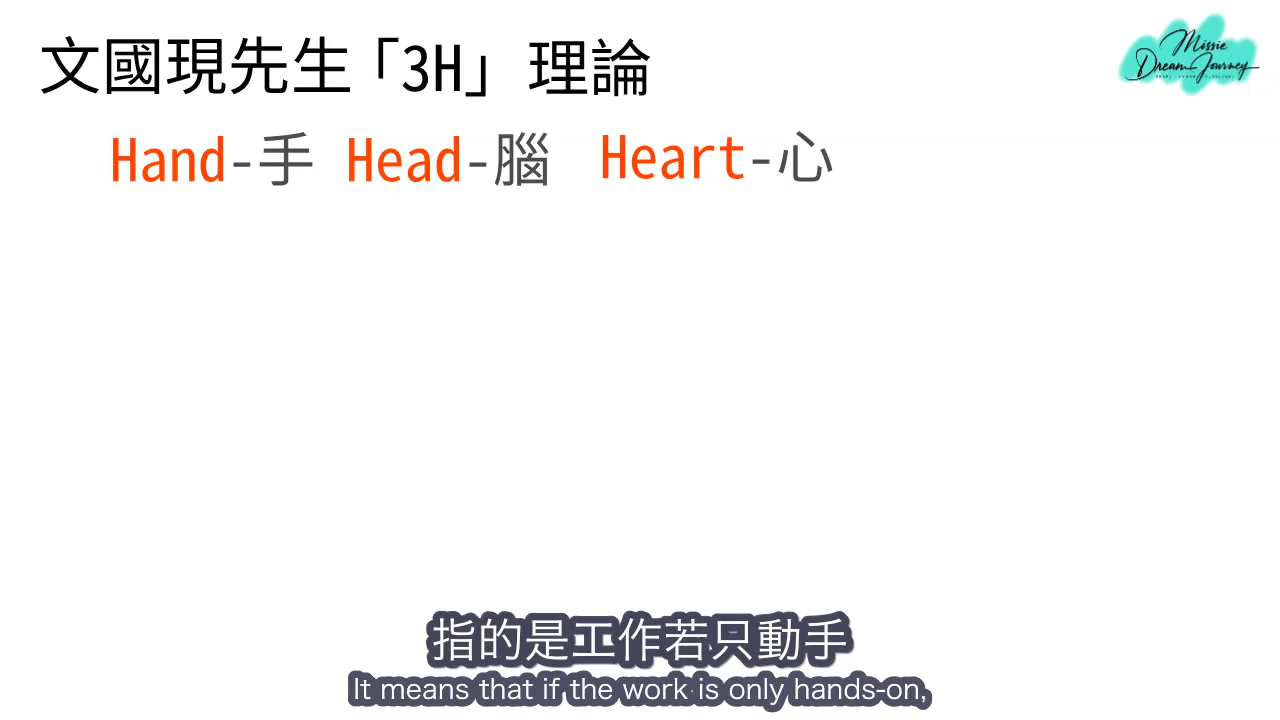 文國現先生「3H」理論
Missie
Dream Journey
Hand-手 Head-腦 Heart-心
指的是工作若只動手
It means that if the work is only hands-on,